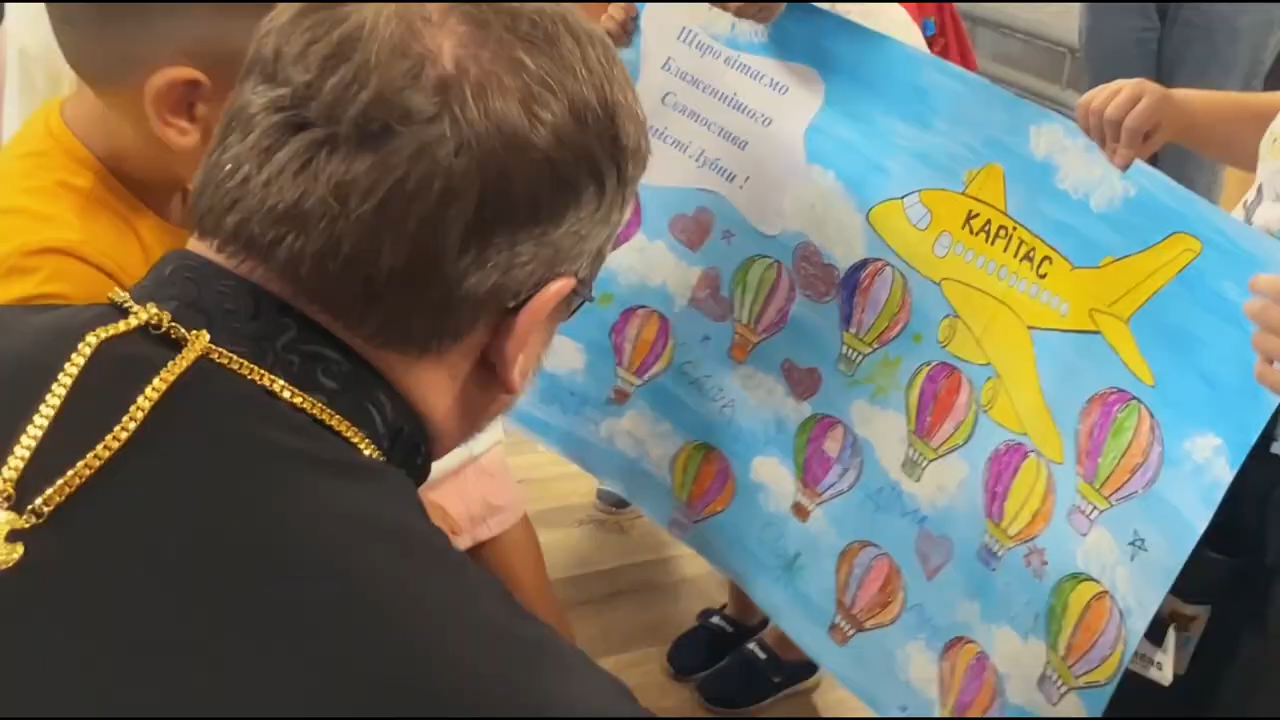 Щиро вітаємо
Блаженнішого
Святослава
місті Лубни !
КАРІТАС